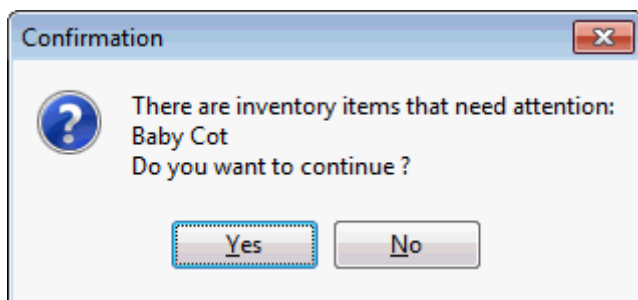 Confirmation
There are inventory items that need attention:
Baby Cot
Do you want to continue ?
Yes
No